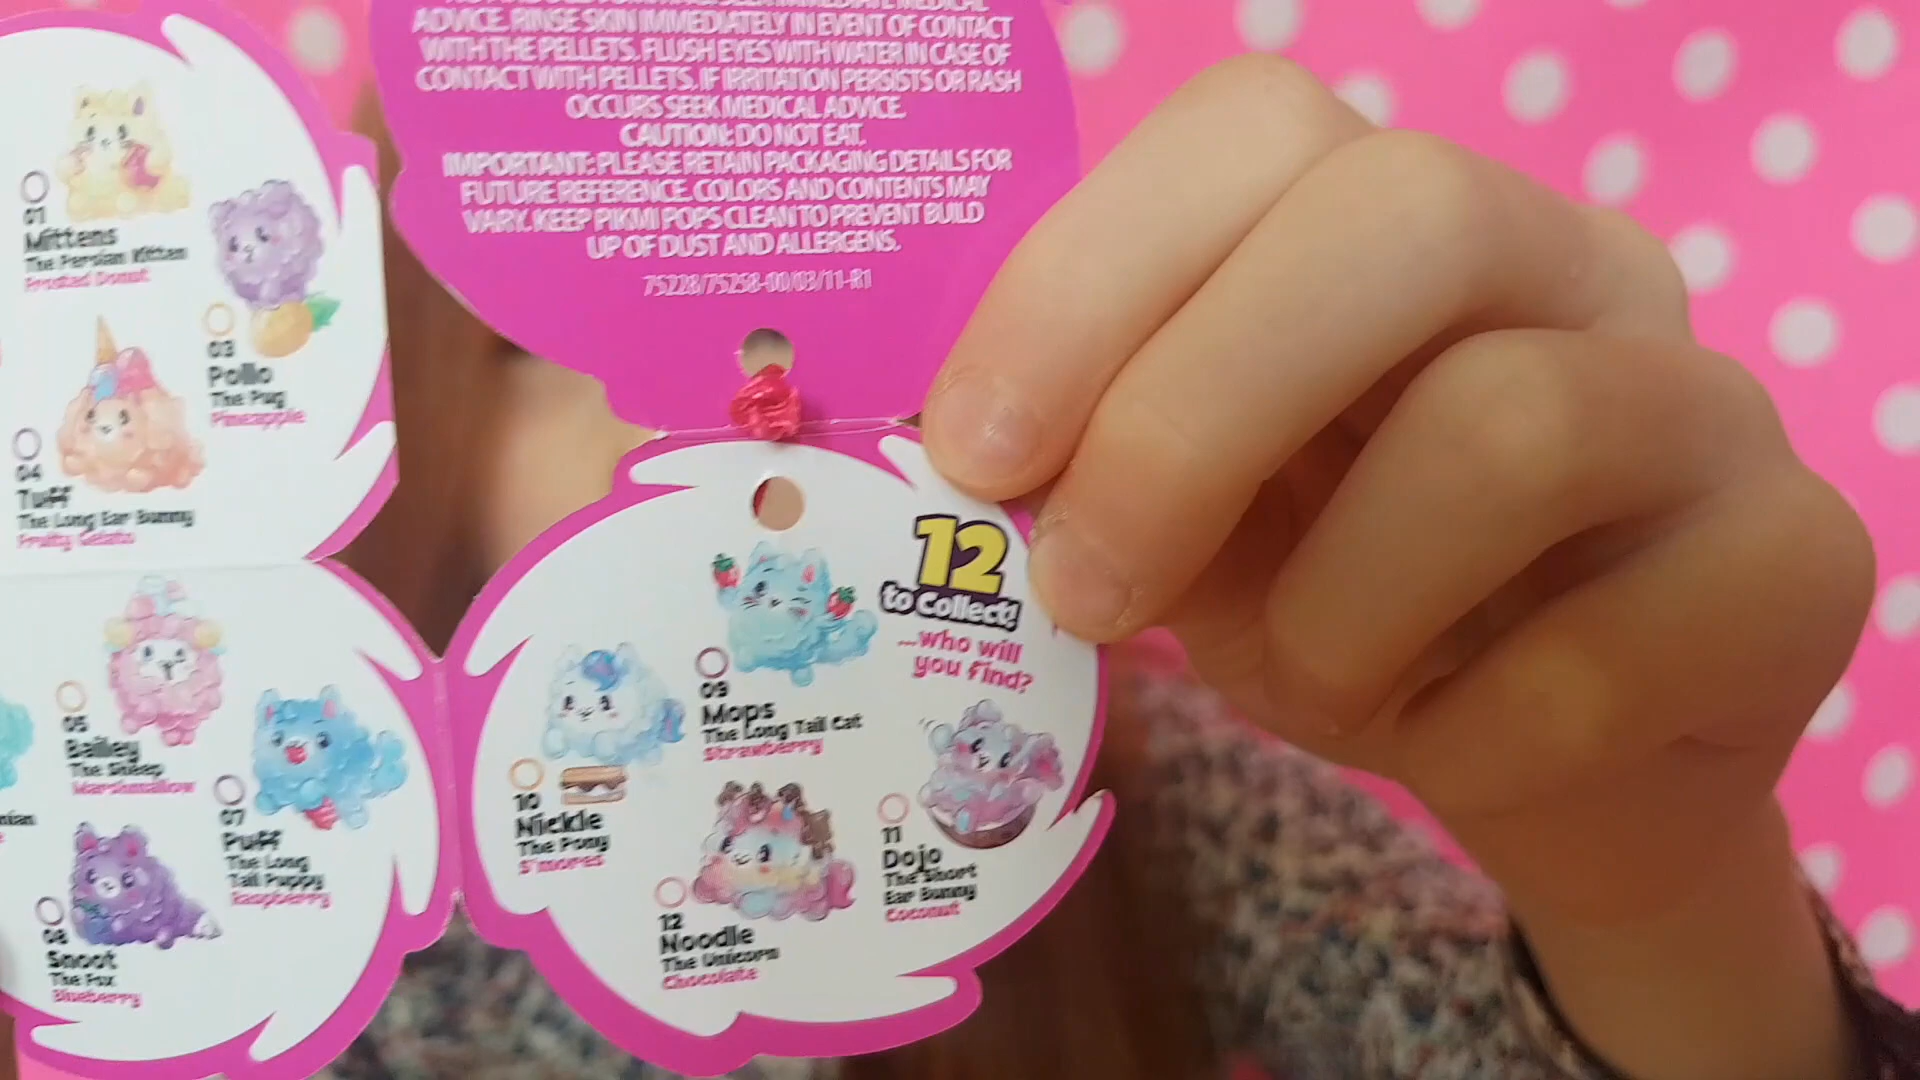 ADVICE. RINSE SKIN IMMEDIATELY IN EVENT OF CONTACT
WITH THE PELLETS. FLUSH EYES WITH WATER IN CASE OF
CONTACT WITH PELLETS. IF IRRITATION PERSISTS OR RASH
OCCURS SEEK MEDICAL ADVICE.
CAUTION: DO NOT EAT.
IMPORTANT: PLEASE RETAIN PACKAGING DETAILS FOR
FUTURE REFERENCE. COLORS AND CONTENTS MAY
VARY. KEEP PIKMI POPS CLEAN TO PREVENT BUILD
UP OF DUST AND ALLERGENS.
75228/75258-00/03/11-R1
01
Mittens
The Persian Kitten
Frosted Donut
03
Pollo
The Pug
Pineapple
04
Tuff
The Long Ear Bunny
Fruity Gelato
05
Bailey
The Sheep
Marshmallow
07
Puff
The Long
Tail Puppy
Raspberry
08
Snoot
The Fox
Blueberry
12
to Collect!
...who will
you find?
09
Mops
The Long Tail Cat
Strawberry
10
Nickle
The Pony
S'mores
11
Dojo
The Short
Ear Bunny
Coconut
12
Noodle
The Unicorn
Chocolate